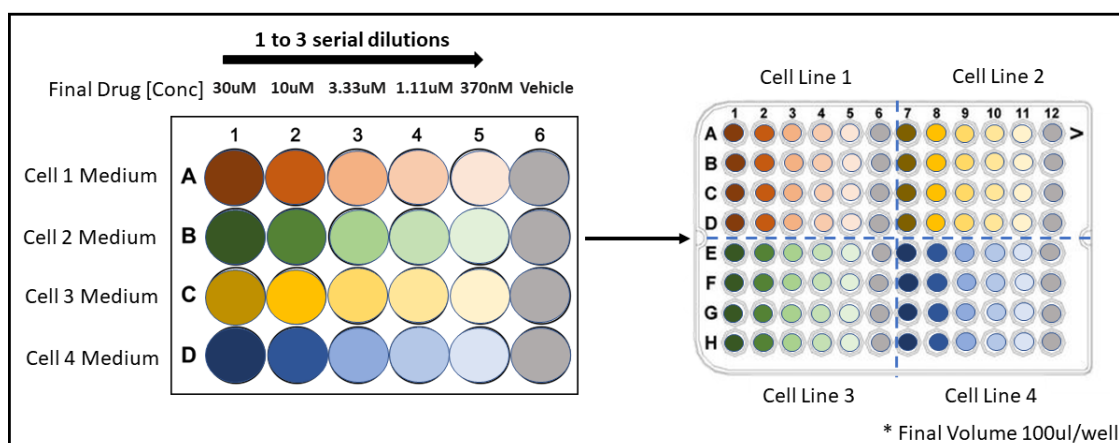 1 to 3 serial dilutions
Final Drug [Conc] 30uM 10uM 3.33uM 1.11uM 370nM Vehicle
1 2 3 4 5 6
Cell 1 Medium A
Cell 2 Medium B
Cell 3 Medium C
Cell 4 Medium D
Cell Line 1 Cell Line 2
1 2 3 4 5 6 7 8 9 10 11 12
A >
B
C
D
E
F
G
H
Cell Line 3 Cell Line 4
* Final Volume 100ul/well